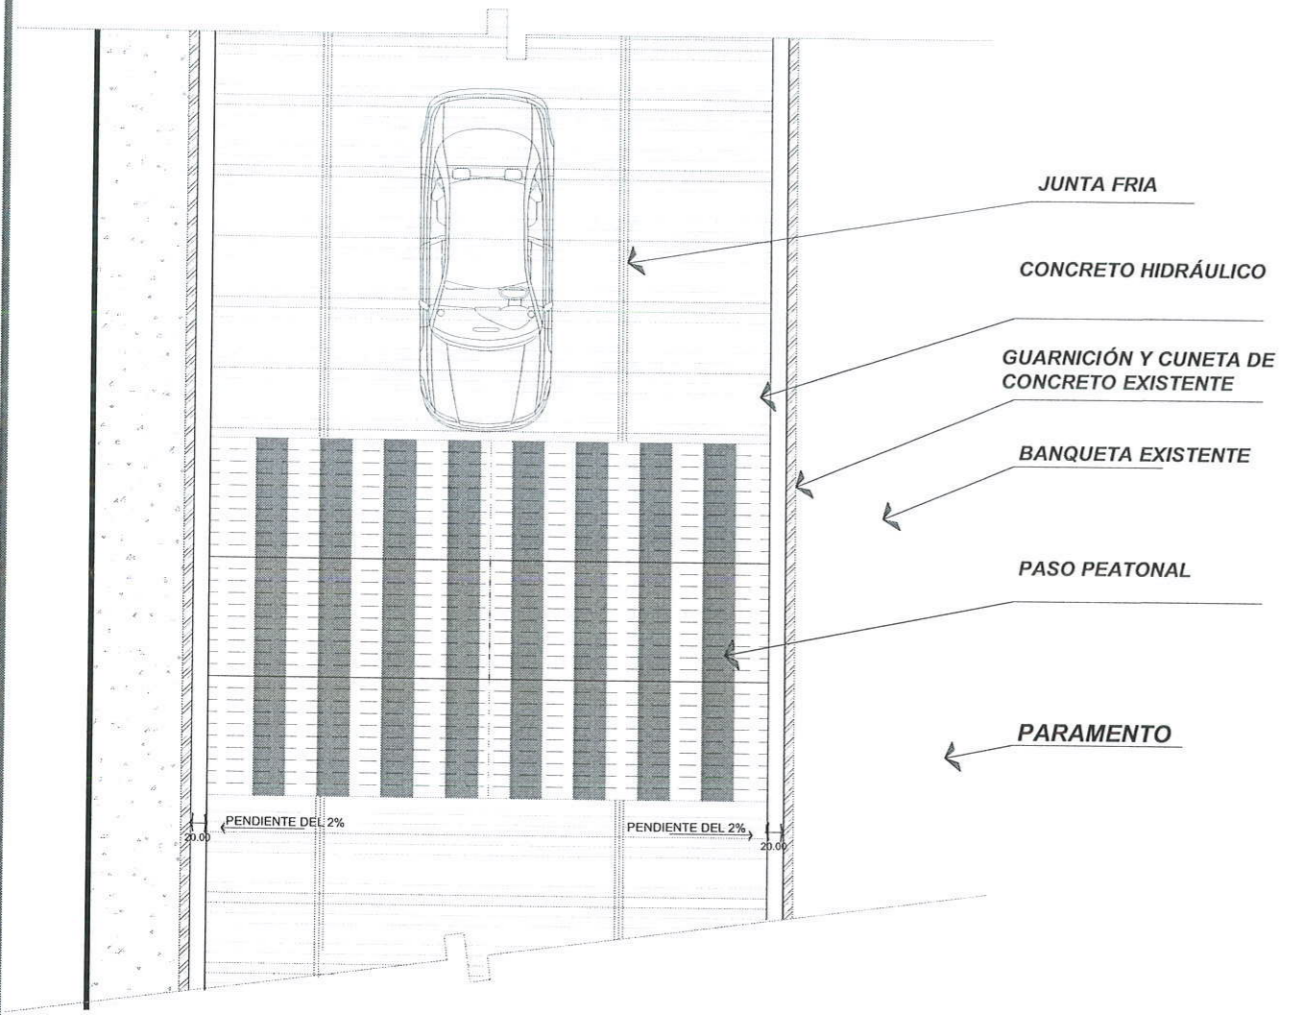 JUNTA FRIA
CONCRETO HIDRÁULICO
GUARNICIÓN Y CUNETA DE
CONCRETO EXISTENTE
BANQUETA EXISTENTE
PASO PEATONAL
PARAMENTO
PENDIENTE DEL 2%
20.00
PENDIENTE DEL 2%
20.00